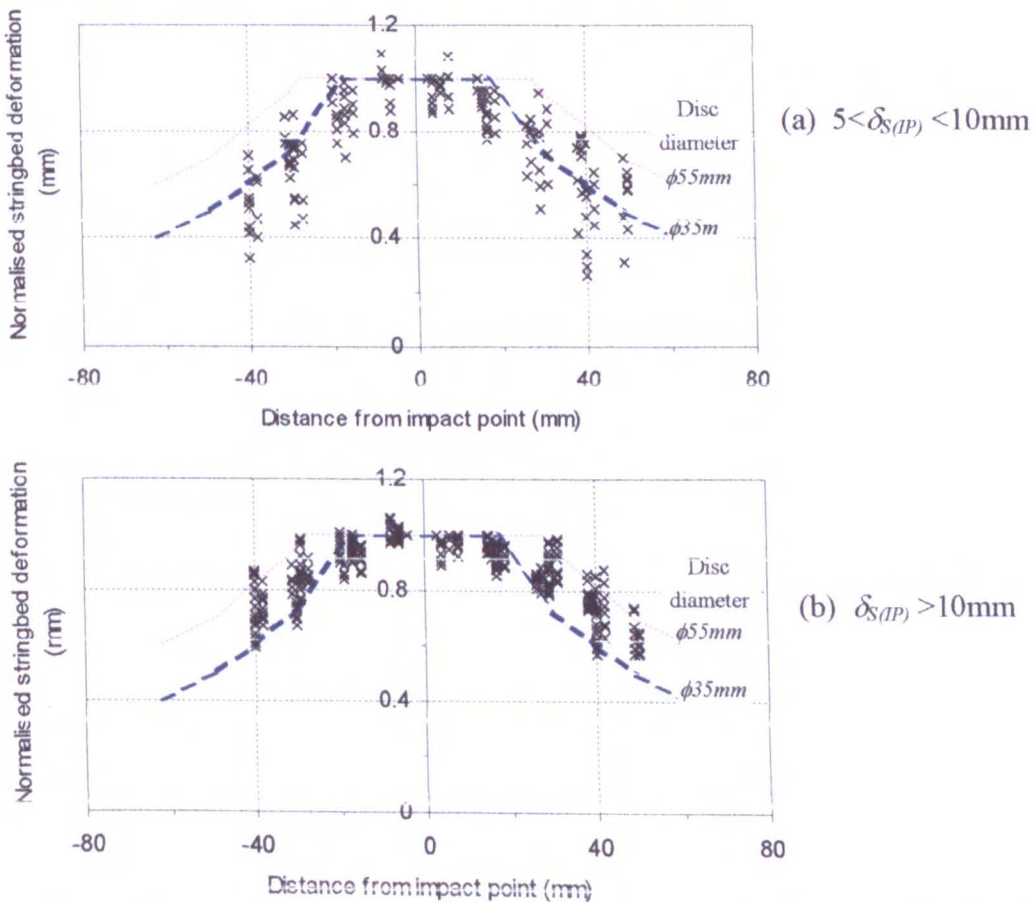 Normalised stringbed deformation
(mm)
1.2
0.8
0.4
0
-80
-40
0
40
80
Distance from impact point (mm)
Disc
diameter
ϕ55mm
ϕ35m
(a) 5<δS(IP) <10mm
Normalised stringbed deformation
(mm)
1.2
0.8
0.4
0
-80
-40
0
40
80
Distance from impact point (mm)
Disc
diameter
ϕ55mm
ϕ35mm
(b) δS(IP) >10mm